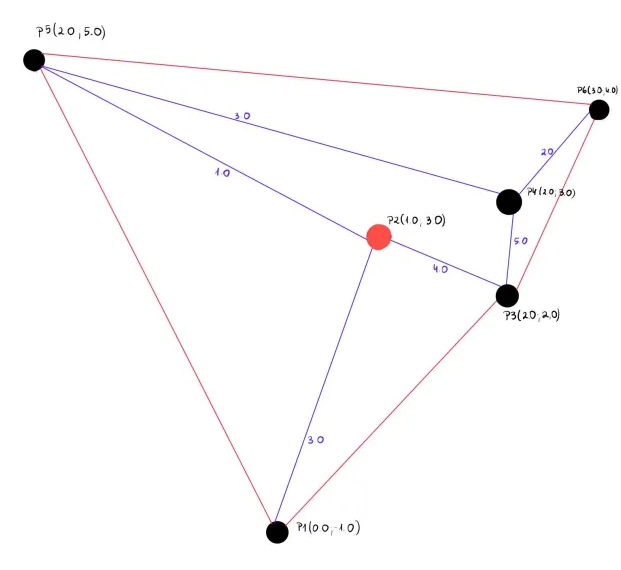 P5(2.0, 5.0)
P6(3.0, 4.0)
3.0
2.0
1.0
P4(2.0, 3.0)
P2(1.0, 3.0)
5.0
4.0
P3(2.0, 2.0)
3.0
P1(0.0, -1.0)